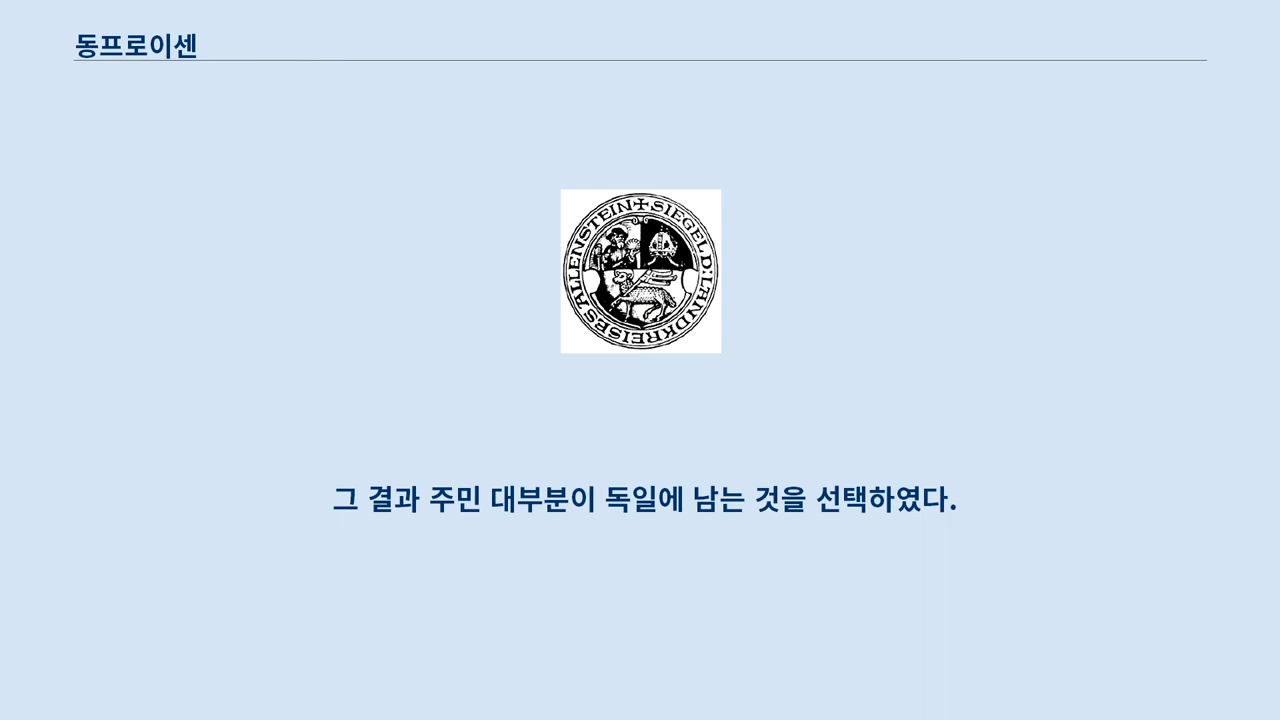 동프로이센
SIEGEL D. LANDKREISES ALLENSTEIN
그 결과 주민 대부분이 독일에 남는 것을 선택하였다.